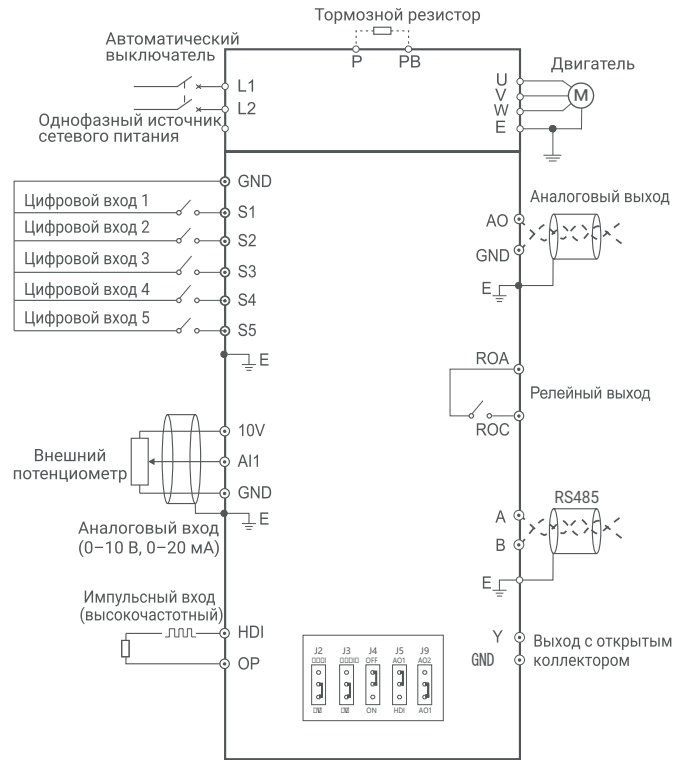 Тормозной резистор
P PB
Автоматический
выключатель
L1
L2
Однофазный источник
сетевого питания
Двигатель
U
V
W
E
M
GND
Цифровой вход 1
S1
Цифровой вход 2
S2
Цифровой вход 3
S3
Цифровой вход 4
S4
Цифровой вход 5
S5
E
Аналоговый выход
AO
GND
E
ROA
Релейный выход
ROC
10V
Внешний
потенциометр
AI1
GND
E
Аналоговый вход
(0–10 В, 0–20 мА)
RS485
A
B
E
Импульсный вход
(высокочастотный)
HDI
OP
Y
GND
Выход с открытым
коллектором
J2 J3 J4 J5 J9
OFF AO1 AO2
ON HDI AO1